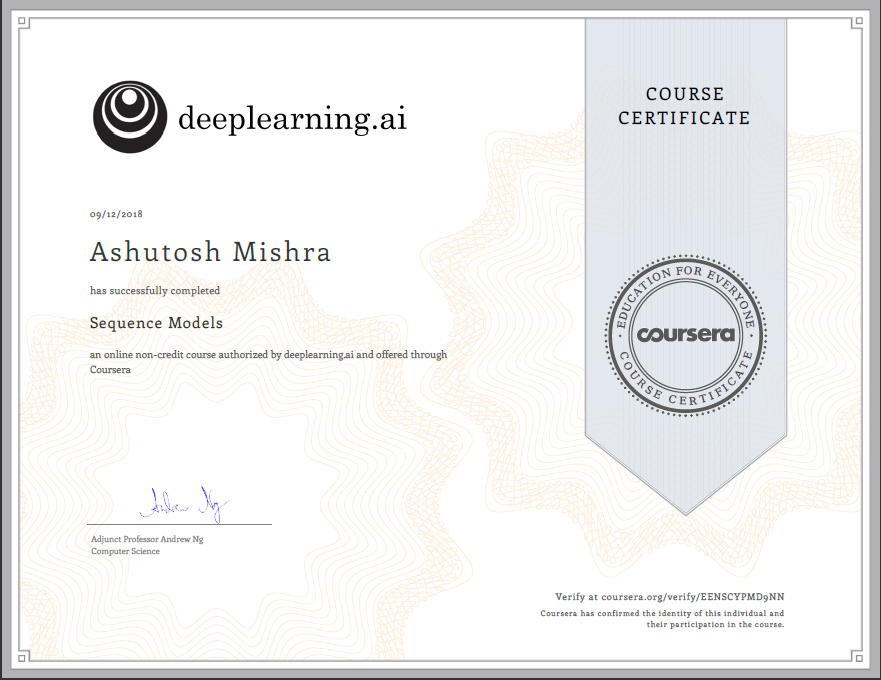 deeplearning.ai
COURSE
CERTIFICATE
09/12/2018
Ashutosh Mishra
has successfully completed
Sequence Models
an online non-credit course authorized by deeplearning.ai and offered through
Coursera
EDUCATION FOR EVERYONE
coursera
COURSE CERTIFICATE
Andrew Ng
Adjunct Professor Andrew Ng
Computer Science
Verify at coursera.org/verify/EENSCYPMD9NN
Coursera has confirmed the identity of this individual and
their participation in the course.